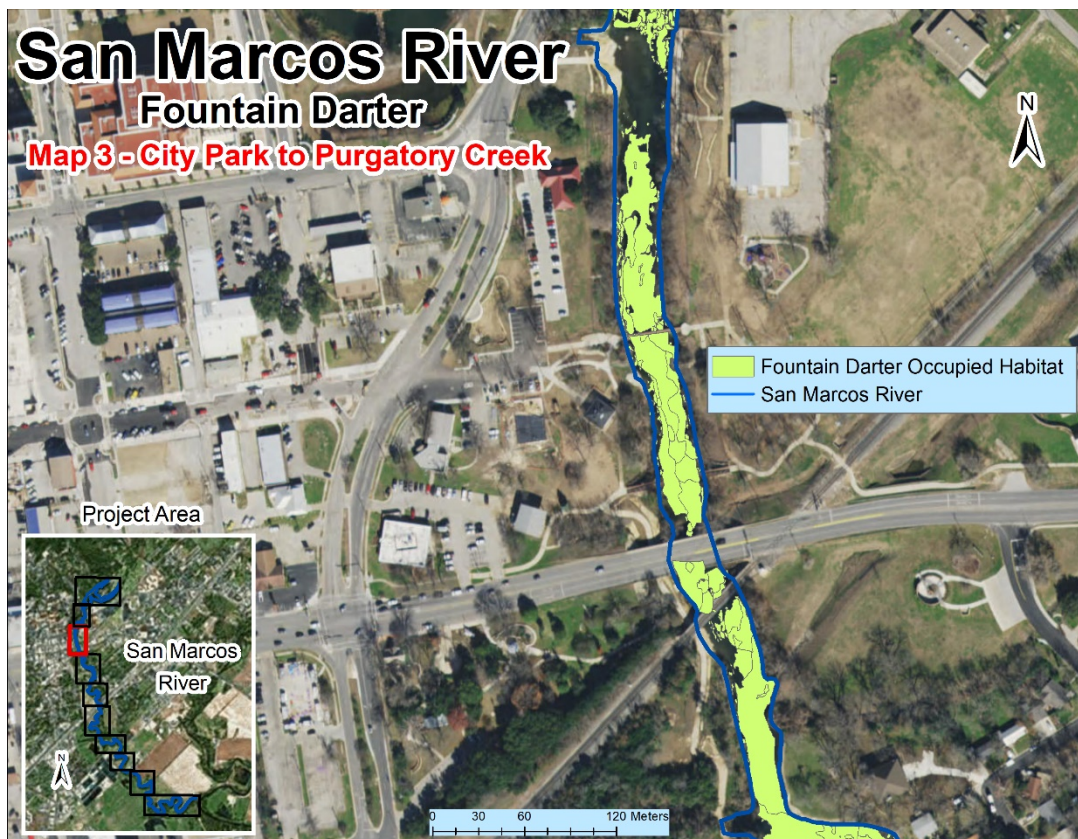 San Marcos River
Fountain Darter
Map 3 - City Park to Purgatory Creek
N
Fountain Darter Occupied Habitat
San Marcos River
Project Area
San Marcos
River
N
0 30 60 120 Meters